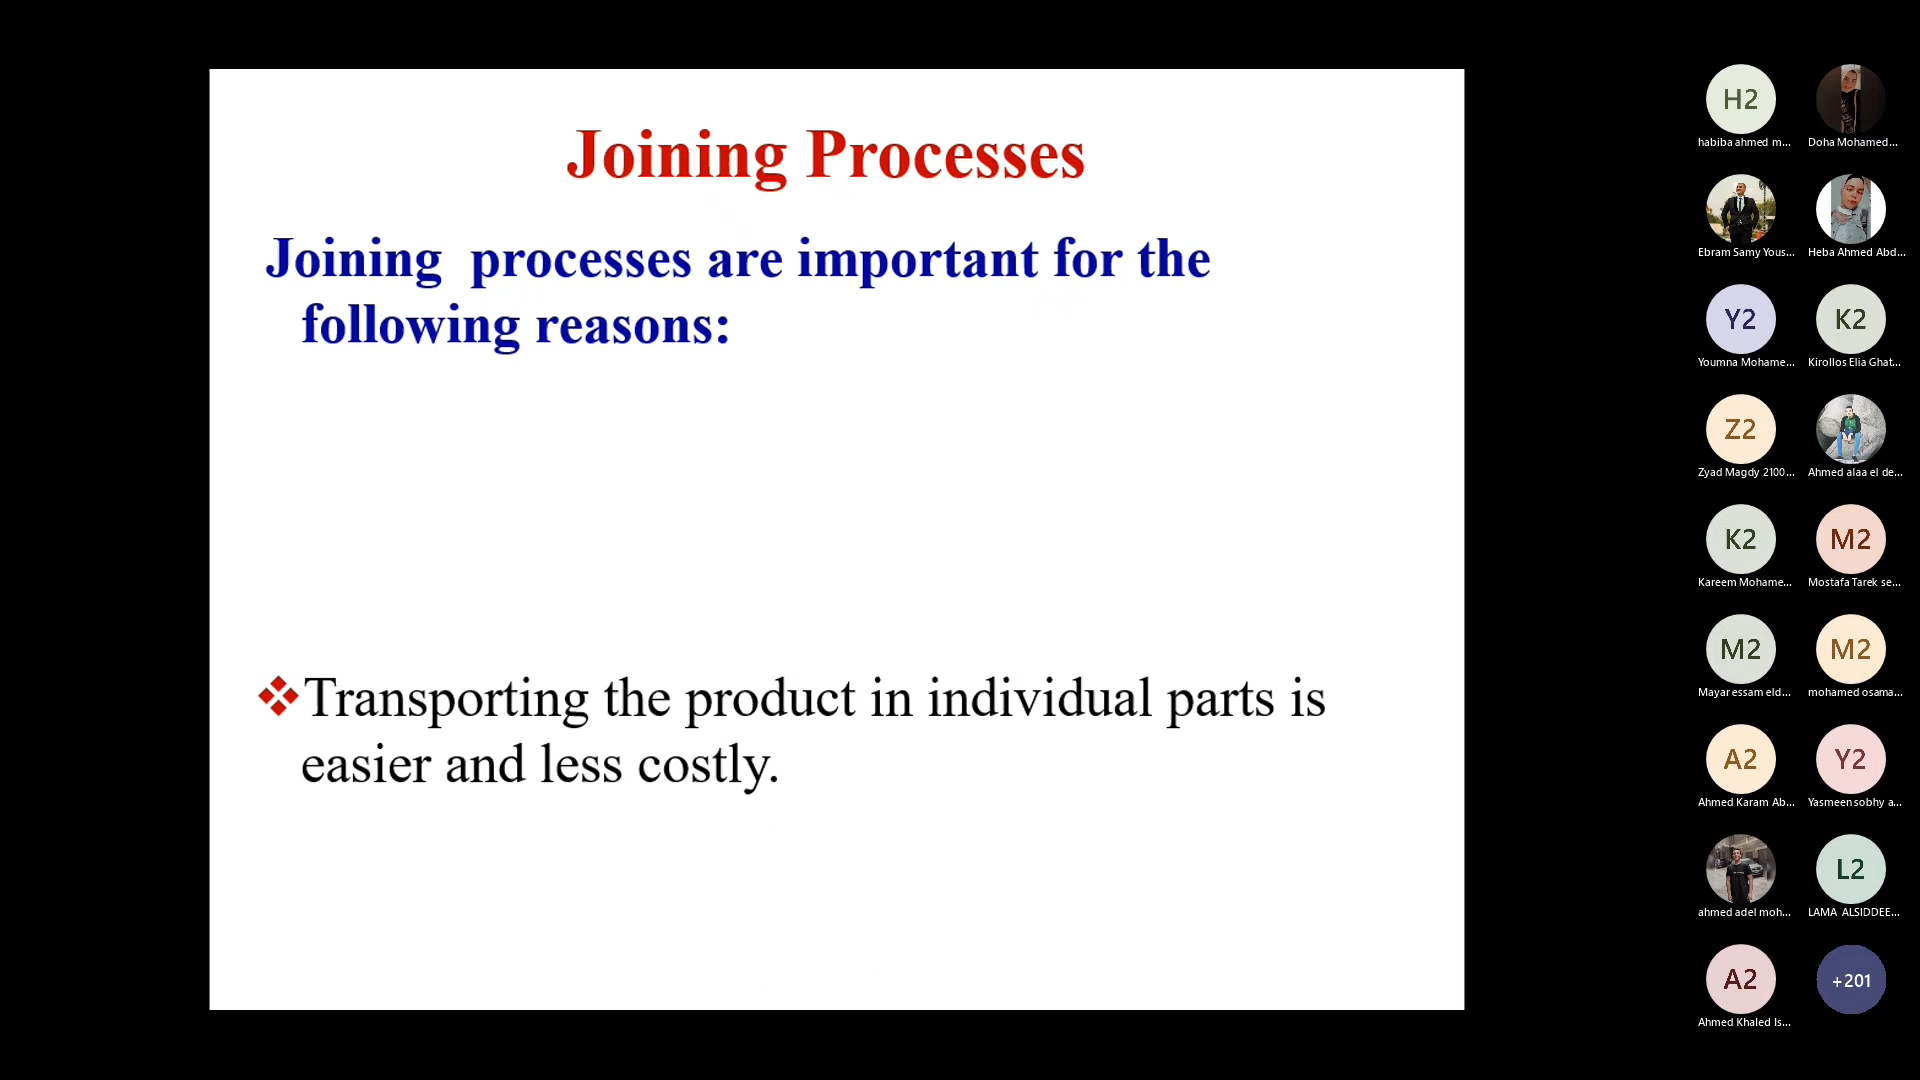 Joining Processes
Joining processes are important for the
following reasons:
❖Transporting the product in individual parts is
easier and less costly.
H2
habiba ahmed m...
Doha Mohamed...
Ebram Samy Yous...
Heba Ahmed Abd...
Y2
K2
Youmna Mohame...
Kirollos Elia Ghat...
Z2
Zyad Magdy 2100...
Ahmed alaa el de...
K2
M2
Kareem Mohame...
Mostafa Tarek se...
M2
M2
Mayar essam eld...
mohamed osama...
A2
Y2
Ahmed Karam Ab...
Yasmeen sobhy a...
L2
ahmed adel moh...
LAMA ALSIDDEE...
A2
+201
Ahmed Khaled Is...